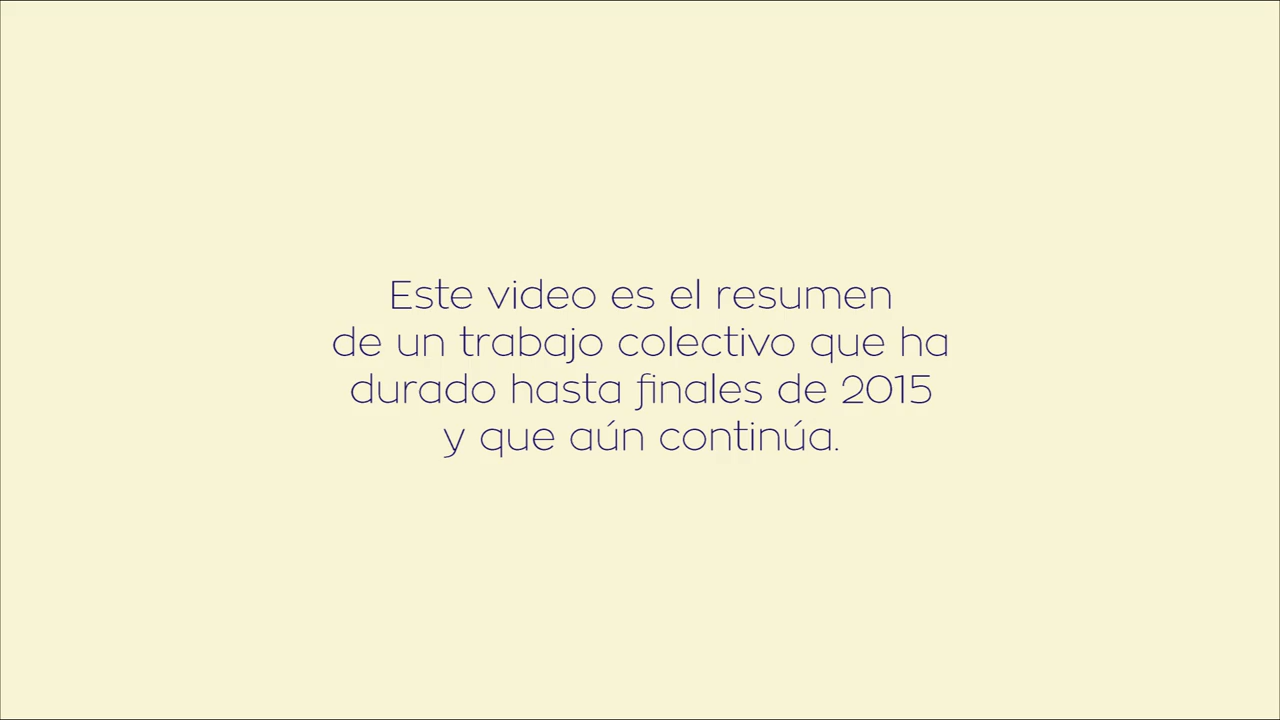 Este video es el resumen
de un trabajo colectivo que ha
durado hasta finales de 2015
y que aún continúa.